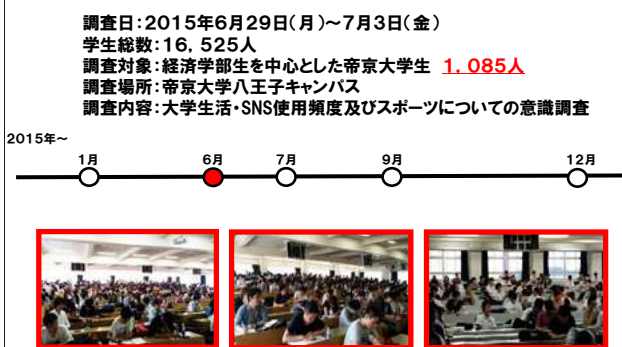 調査日：2015年6月29日（月）～7月3日（金）
学生総数：16，525人
調査対象：経済学部生を中心とした帝京大学生 1，085人
調査場所：帝京大学八王子キャンパス
調査内容：大学生活・SNS使用頻度及びスポーツについての意識調査
2015年～
1月 6月 7月 9月 12月